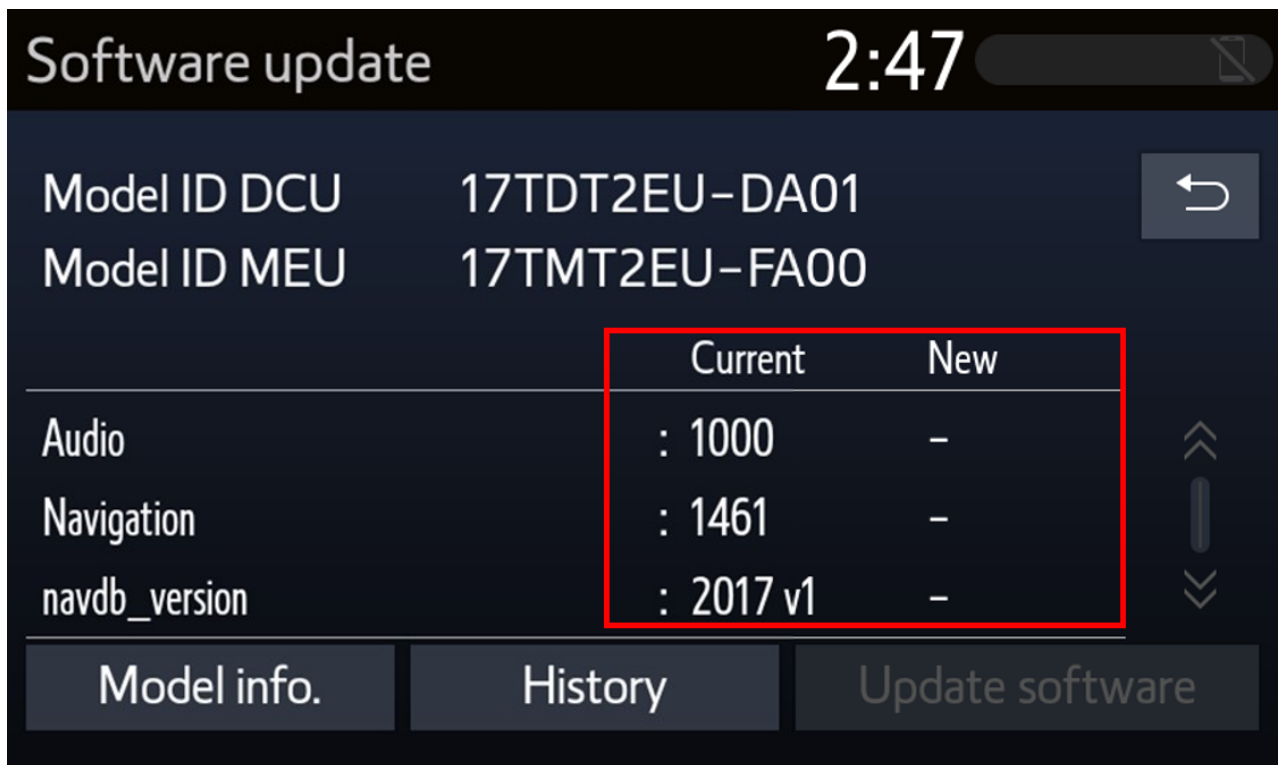 Software update 2:47
Model ID DCU 17TDT2EU-DA01
Model ID MEU 17TMT2EU-FA00
Current New
Audio : 1000 –
Navigation : 1461 –
navdb_version : 2017 v1 –
Model info. History Update software